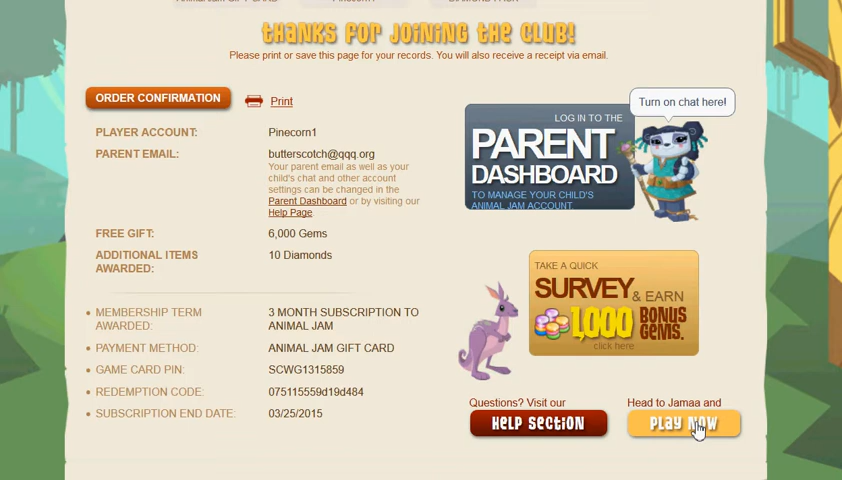 THANKS FOR JOINING THE CLUB!
Please print or save this page for your records. You will also receive a receipt via email.
ORDER CONFIRMATION
Print
PLAYER ACCOUNT: Pinecorn1
PARENT EMAIL: butterscotch@qqq.org
Your parent email as well as your
child's chat and other account
settings can be changed in the
Parent Dashboard or by visiting our
Help Page.
FREE GIFT: 6,000 Gems
ADDITIONAL ITEMS AWARDED: 10 Diamonds
MEMBERSHIP TERM AWARDED: 3 MONTH SUBSCRIPTION TO ANIMAL JAM
PAYMENT METHOD: ANIMAL JAM GIFT CARD
GAME CARD PIN: SCWG1315859
REDEMPTION CODE: 075115559d19d484
SUBSCRIPTION END DATE: 03/25/2015
Turn on chat here!
LOG IN TO THE
PARENT
DASHBOARD
TO MANAGE YOUR CHILD'S
ANIMAL JAM ACCOUNT.
TAKE A QUICK
SURVEY & EARN
1,000 BONUS GEMS.
click here
Questions? Visit our
HELP SECTION
Head to Jamaa and
PLAY NOW